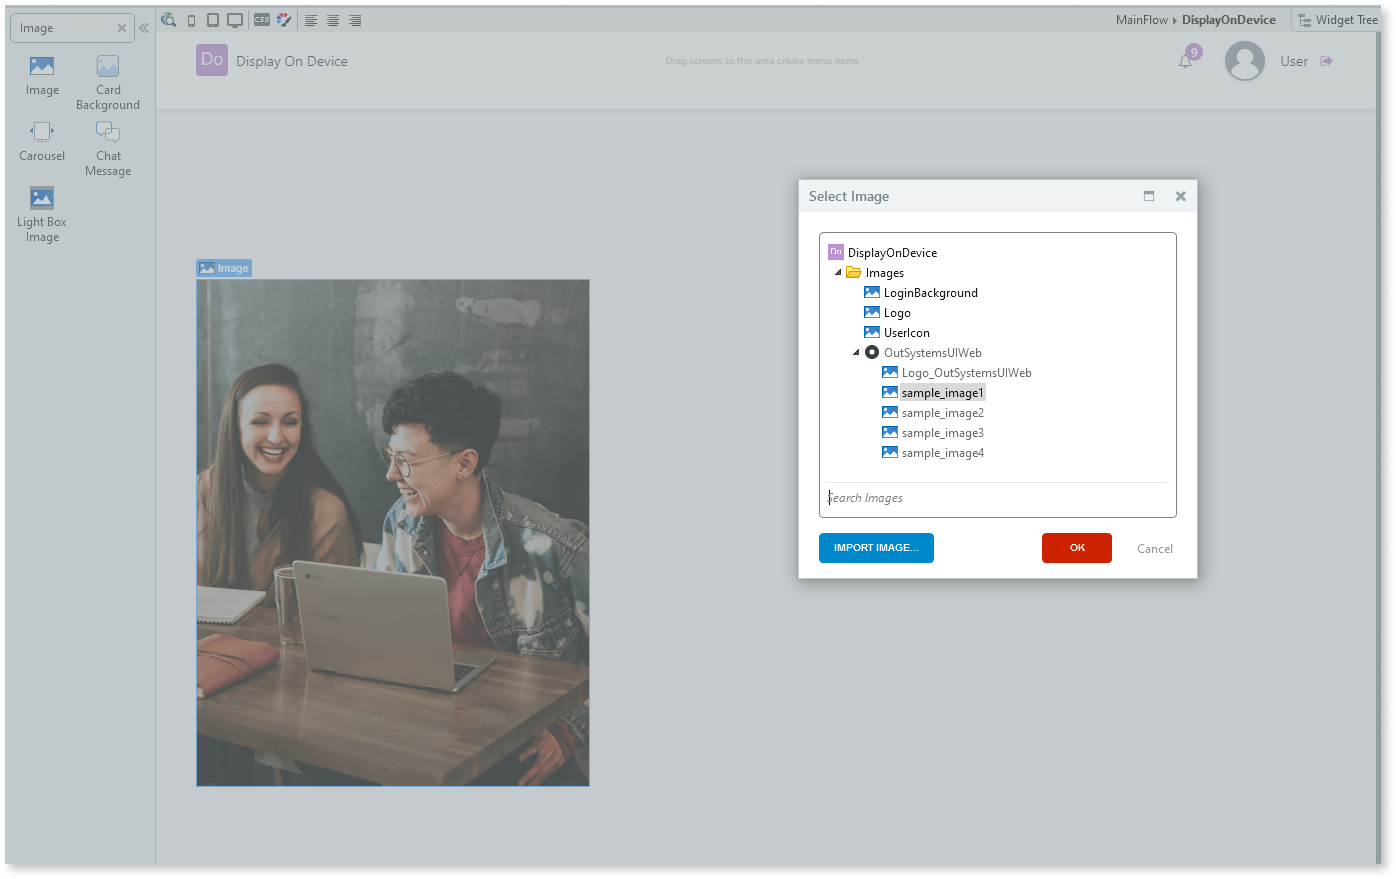 Image
css
MainFlow
DisplayOnDevice
Widget Tree
Image
Card
Background
Carousel
Chat
Message
Light Box
Image
Do
Display On Device
Drag screens to this area create menu items
9
User
Image
Select Image
Do
DisplayOnDevice
Images
LoginBackground
Logo
UserIcon
OutSystemsUIWeb
Logo_OutSystemsUIWeb
sample_image1
sample_image2
sample_image3
sample_image4
Search Images
IMPORT IMAGE...
OK
Cancel